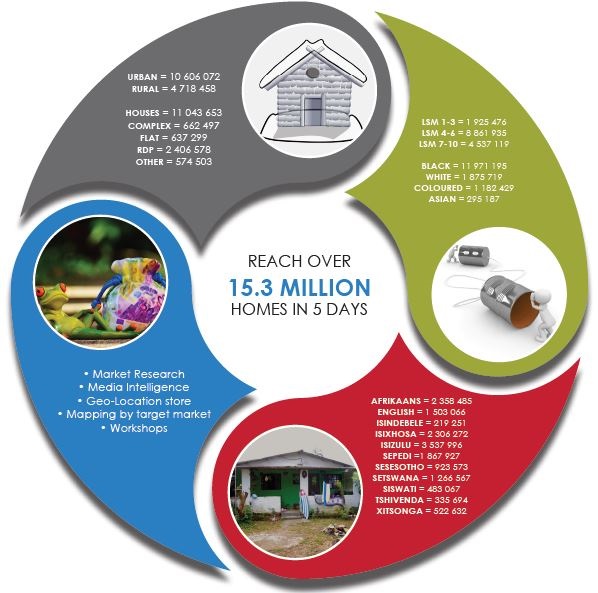 URBAN = 10 606 072
RURAL = 4 718 458
HOUSES = 11 043 653
COMPLEX = 662 497
FLAT = 637 299
RDP = 2 406 578
OTHER = 574 503
LSM 1-3 = 1 925 476
LSM 4-6 = 8 861 935
LSM 7-10 = 4 537 119
BLACK = 11 971 195
WHITE = 1 875 719
COLOURED = 1 182 429
ASIAN = 295 187
REACH OVER
15.3 MILLION
HOMES IN 5 DAYS
• Market Research
• Media Intelligence
• Geo-Location store
• Mapping by target market
• Workshops
AFRIKAANS = 2 358 485
ENGLISH = 1 503 066
ISINDEBELE = 219 251
ISIXHOSA = 2 306 272
ISIZULU = 3 537 996
SEPEDI =1 867 927
SESESOTHO = 923 573
SETSWANA = 1 266 567
SISWATI = 483 067
TSHIVENDA = 335 694
XITSONGA = 522 632